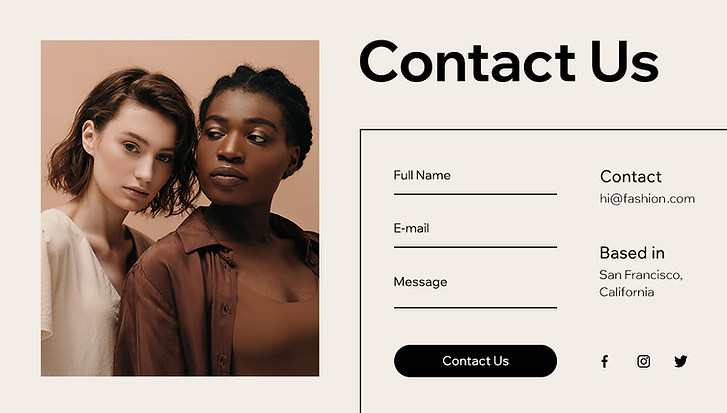 Contact Us
Full Name
E-mail
Message
Contact Us
Contact
hi@fashion.com
Based in
San Francisco,
California